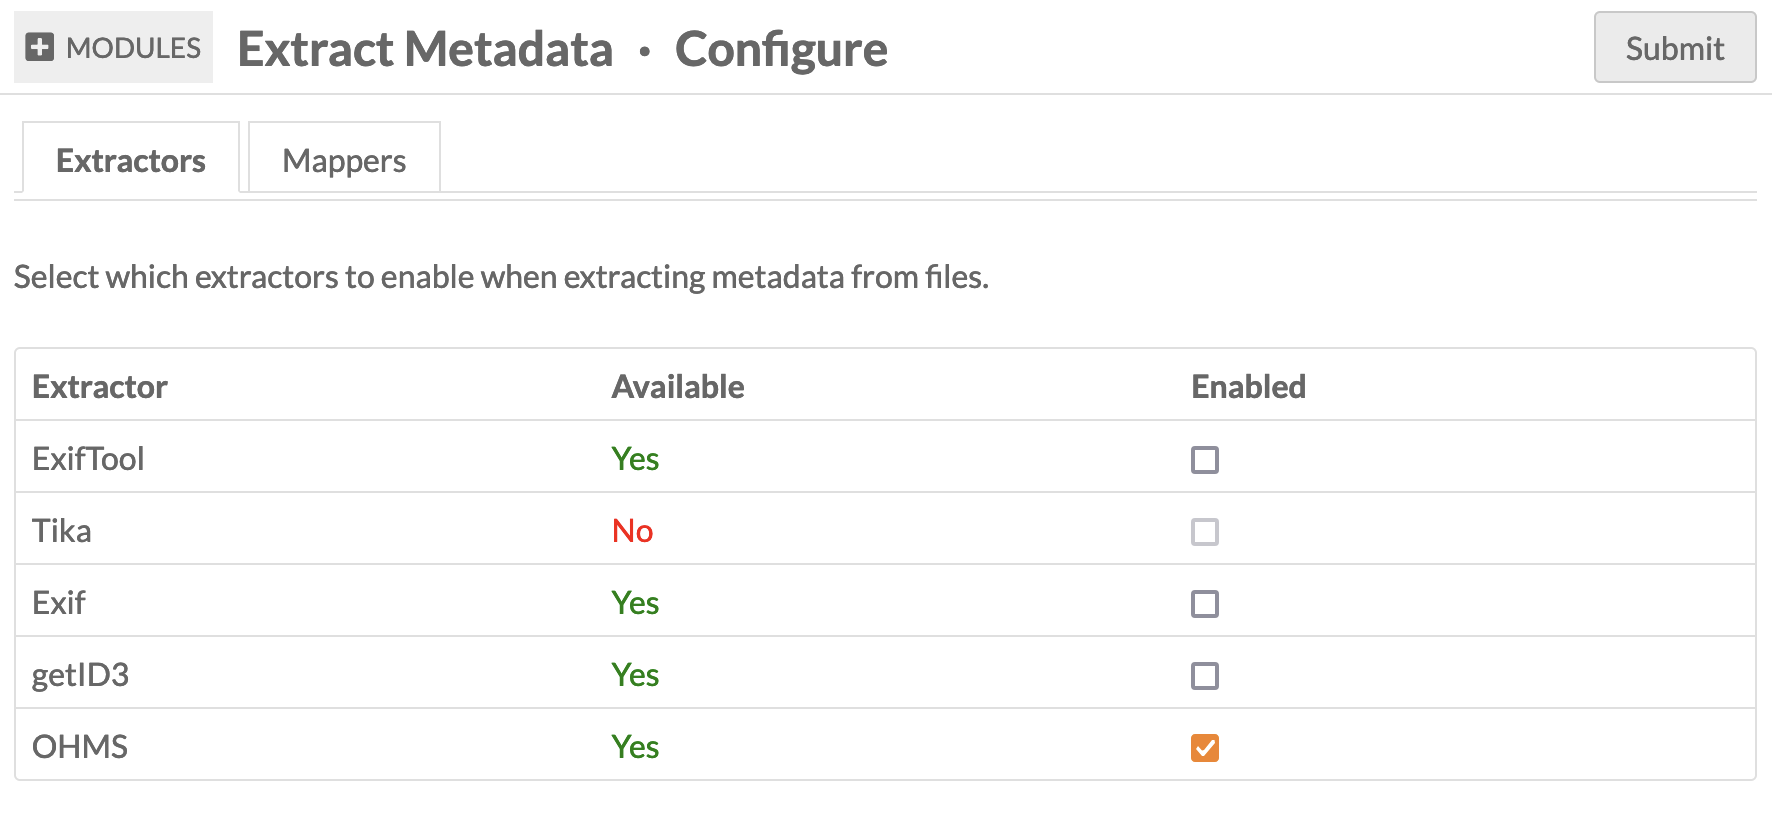 MODULES Extract Metadata · Configure Submit
Extractors Mappers
Select which extractors to enable when extracting metadata from files.
Extractor Available Enabled
ExifTool Yes
Tika No
Exif Yes
getID3 Yes
OHMS Yes